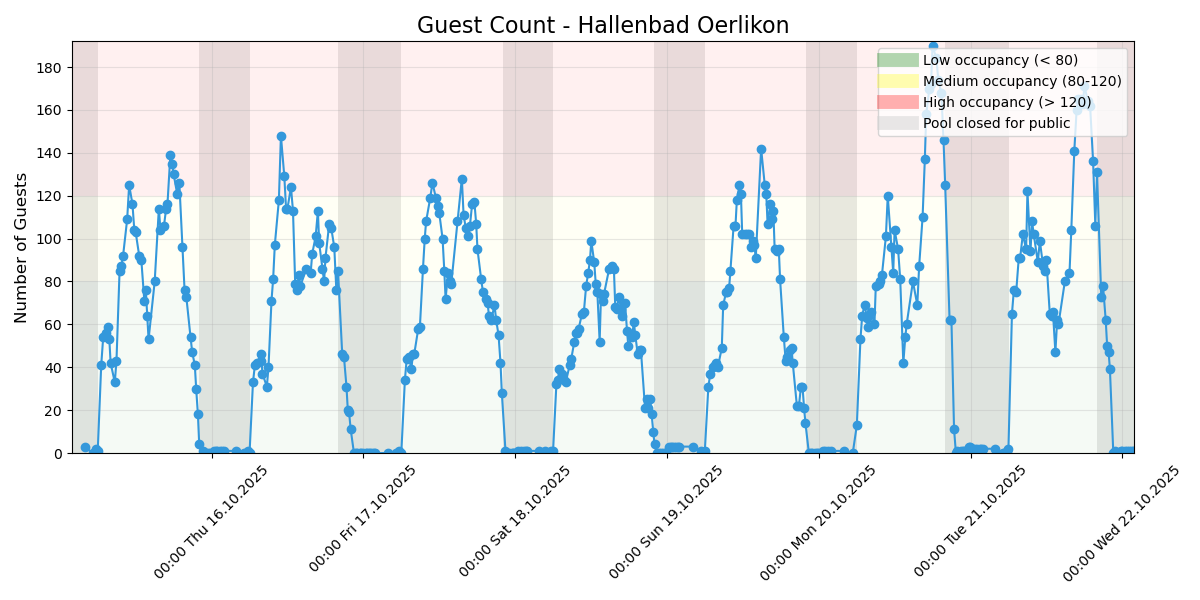 Guest Count - Hallenbad Oerlikon
Number of Guests
180
160
140
120
100
80
60
40
20
0
Low occupancy (< 80)
Medium occupancy (80-120)
High occupancy (> 120)
Pool closed for public
00:00 Thu 16.10.2025
00:00 Fri 17.10.2025
00:00 Sat 18.10.2025
00:00 Sun 19.10.2025
00:00 Mon 20.10.2025
00:00 Tue 21.10.2025
00:00 Wed 22.10.2025